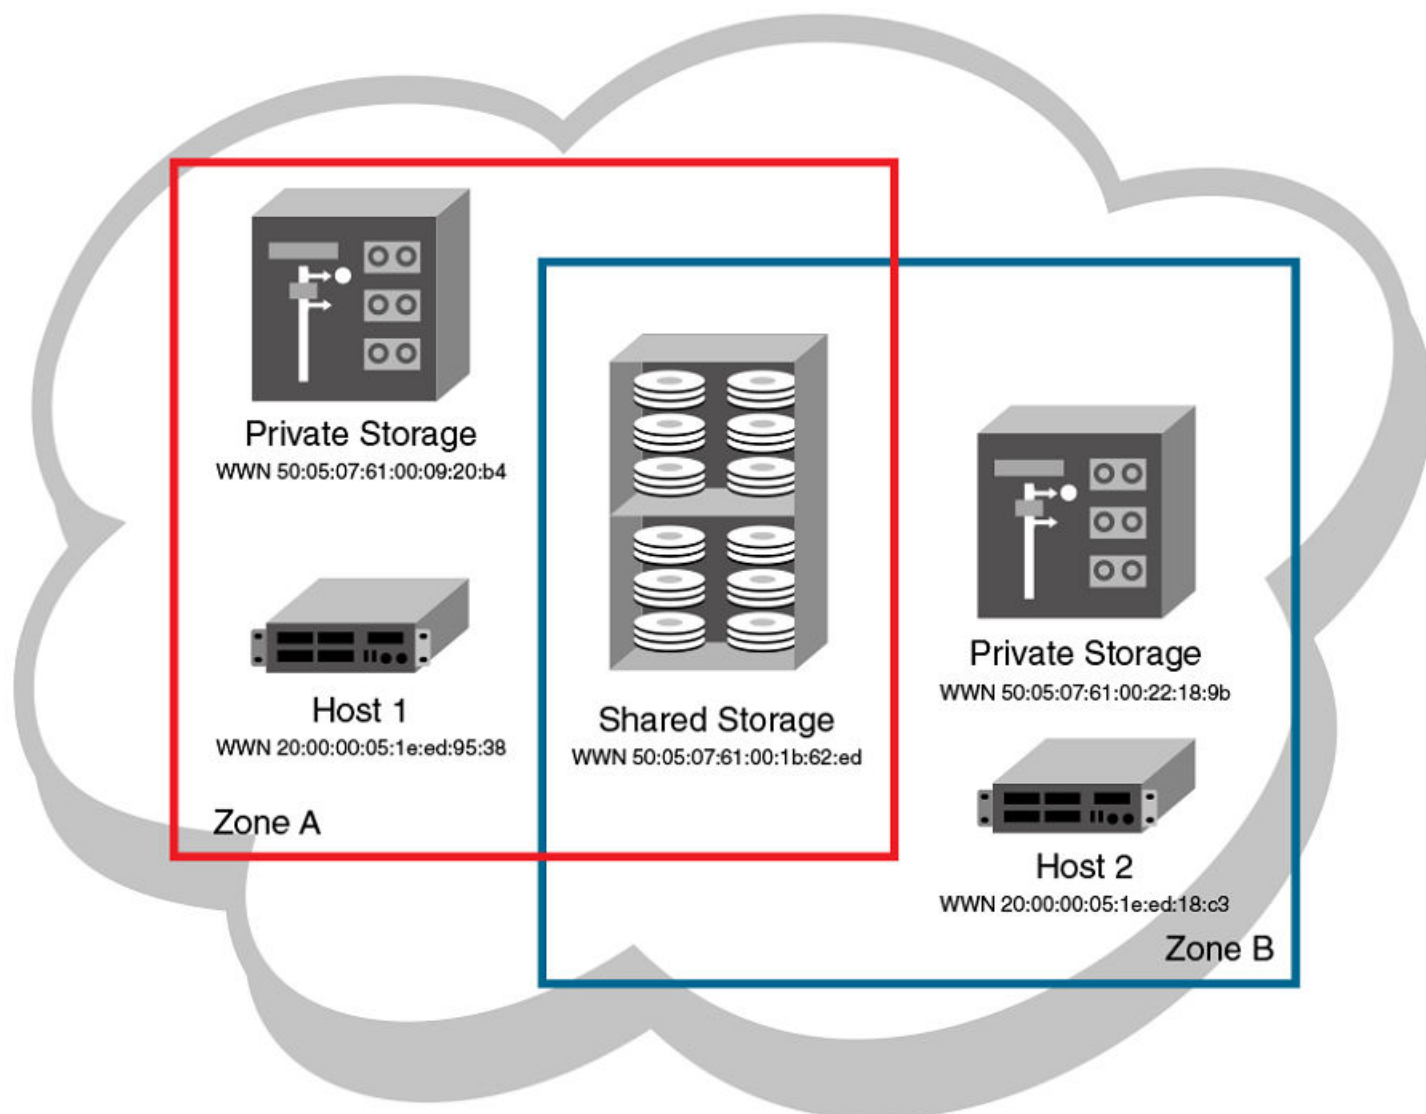 Private Storage
WWN 50:05:07:61:00:09:20:b4
Host 1
WWN 20:00:00:05:1e:ed:95:38
Zone A
Shared Storage
WWN 50:05:07:61:00:1b:62:ed
Private Storage
WWN 50:05:07:61:00:22:18:9b
Host 2
WWN 20:00:00:05:1e:ed:18:c3
Zone B